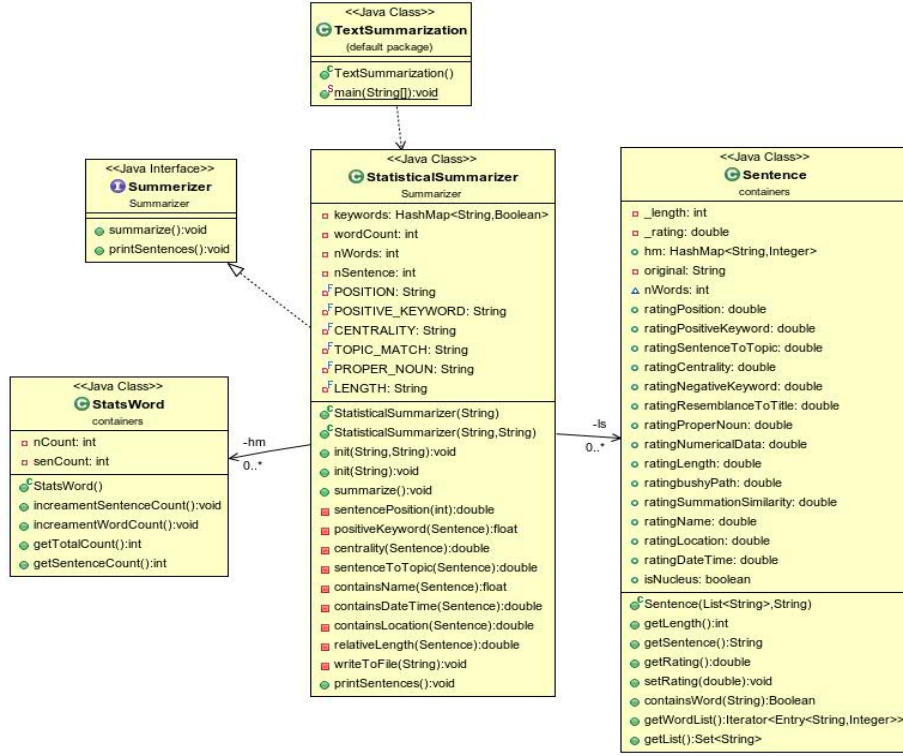 <<Java Class>>
TextSummarization
(default package)
TextSummarization()
main(String[]):void
<<Java Interface>>
Summerizer
Summarizer
summarize():void
printSentences():void
<<Java Class>>
StatisticalSummarizer
Summarizer
keywords: HashMap<String,Boolean>
wordCount: int
nWords: int
nSentence: int
POSITION: String
POSITIVE_KEYWORD: String
CENTRALITY: String
TOPIC_MATCH: String
PROPER_NOUN: String
LENGTH: String
StatisticalSummarizer(String)
StatisticalSummarizer(String,String)
init(String,String):void
init(String):void
summarize():void
sentencePosition(int):double
positiveKeyword(Sentence):float
centrality(Sentence):double
sentenceToTopic(Sentence):double
containsName(Sentence):float
containsDateTime(Sentence):double
containsLocation(Sentence):double
relativeLength(Sentence):double
writeToFile(String):void
printSentences():void
<<Java Class>>
StatsWord
containers
nCount: int
senCount: int
StatsWord()
increamentSentenceCount():void
increamentWordCount():void
getTotalCount():int
getSentenceCount():int
-hm
0..*
-ls
0..*
<<Java Class>>
Sentence
containers
_length: int
_rating: double
hm: HashMap<String,Integer>
original: String
nWords: int
ratingPosition: double
ratingPositiveKeyword: double
ratingSentenceToTopic: double
ratingCentrality: double
ratingNegativeKeyword: double
ratingResemblanceToTitle: double
ratingProperNoun: double
ratingNumericalData: double
ratingLength: double
ratingbushyPath: double
ratingSummationSimilarity: double
ratingName: double
ratingLocation: double
ratingDateTime: double
isNucleus: boolean
Sentence(List<String>,String)
getLength():int
getSentence():String
getRating():double
setRating(double):void
containsWord(String):Boolean
getWordList():Iterator<Entry<String,Integer>>
getList():Set<String>